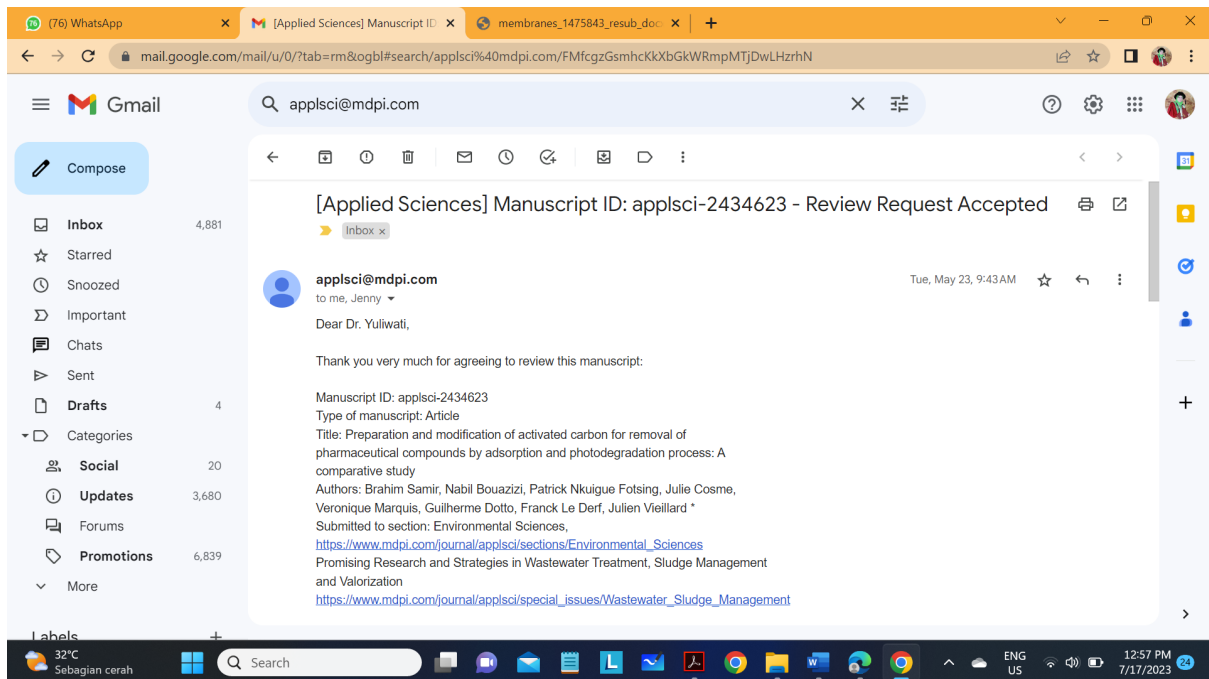 76
(76) WhatsApp
[Applied Sciences] Manuscript ID
membranes_1475843_resub_doc
mail.google.com/mail/u/0/?tab=rm&ogbl#search/applsci%40mdpi.com/FMfcgzGsmhcKkXbGkWRmpMTjDwLHzrhN
Gmail
applsci@mdpi.com
Compose
31
[Applied Sciences] Manuscript ID: applsci-2434623 - Review Request Accepted
Inbox x
Inbox 4,881
Starred
Snoozed
Important
Chats
Sent
Drafts 4
Categories
Social 20
Updates 3,680
Forums
Promotions 6,839
More
Labels
applsci@mdpi.com Tue, May 23, 9:43 AM
to me, Jenny
Dear Dr. Yuliwati,
Thank you very much for agreeing to review this manuscript:
Manuscript ID: applsci-2434623
Type of manuscript: Article
Title: Preparation and modification of activated carbon for removal of
pharmaceutical compounds by adsorption and photodegradation process: A
comparative study
Authors: Brahim Samir, Nabil Bouazizi, Patrick Nkuigue Fotsing, Julie Cosme,
Veronique Marquis, Guilherme Dotto, Franck Le Derf, Julien Vieillard *
Submitted to section: Environmental Sciences,
https://www.mdpi.com/journal/applsci/sections/Environmental_Sciences
Promising Research and Strategies in Wastewater Treatment, Sludge Management
and Valorization
https://www.mdpi.com/journal/applsci/special_issues/Wastewater_Sludge_Management
32°C
Sebagian cerah
Search
L
ENG
US
12:57 PM
7/17/2023
24